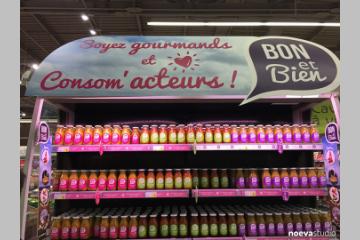 Soyez gourmands
et
Consom'acteurs !
BON
et
Bien
noevastudio